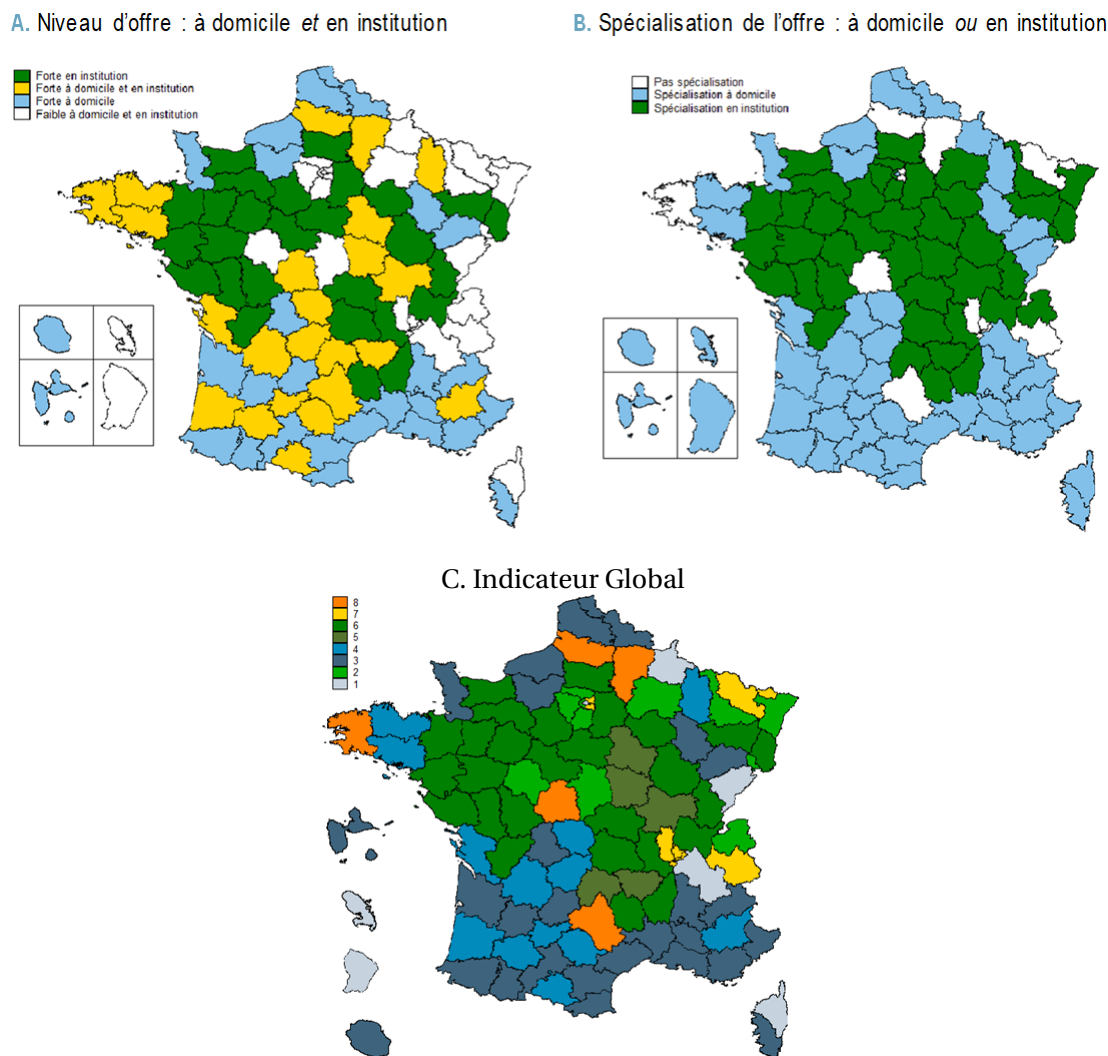 A. Niveau d'offre : à domicile et en institution
B. Spécialisation de l'offre : à domicile ou en institution
Forte en institution
Forte à domicile et en institution
Forte à domicile
Faible à domicile et en institution
Pas spécialisation
Spécialisation à domicile
Spécialisation en institution
C. Indicateur Global
8
7
6
5
4
3
2
1